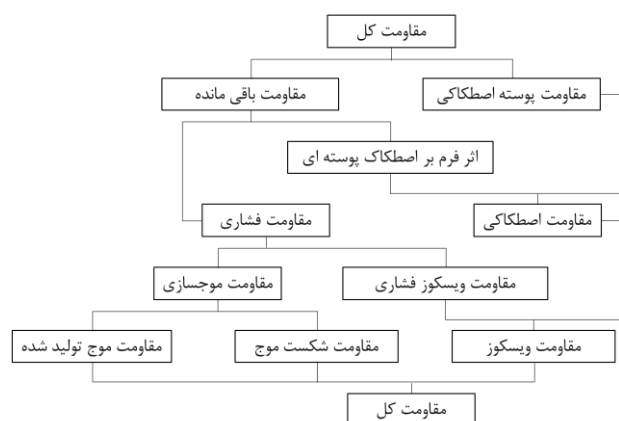 مقاومت کل
مقاومت پوسته اصطکاکی
مقاومت باقی مانده
اثر فرم بر اصطکاک پوسته ای
مقاومت اصطکاکی
مقاومت فشاری
مقاومت ویسکوز فشاری
مقاومت موجسازی
مقاومت ویسکوز
مقاومت شکست موج
مقاومت موج تولید شده
مقاومت کل